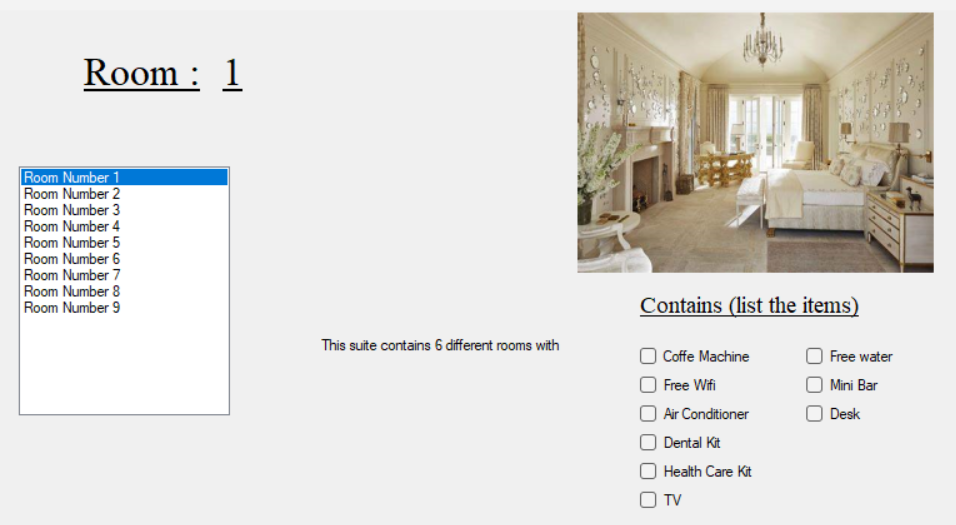 Room : 1
Room Number 1
Room Number 2
Room Number 3
Room Number 4
Room Number 5
Room Number 6
Room Number 7
Room Number 8
Room Number 9
This suite contains 6 different rooms with
Contains (list the items)
Coffe Machine
Free Wifi
Air Conditioner
Dental Kit
Health Care Kit
TV
Free water
Mini Bar
Desk